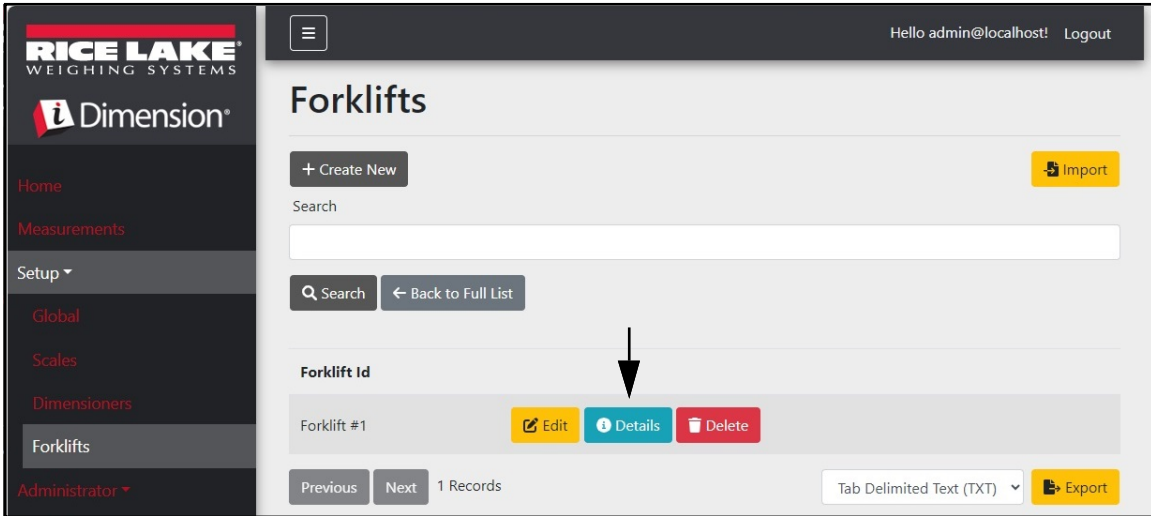 RICE LAKE®
WEIGHING SYSTEMS
i Dimension®
Home
Measurements
Setup
Global
Scales
Dimensioners
Forklifts
Administrator
Hello admin@localhost! Logout
Forklifts
+ Create New
Import
Search
Search
← Back to Full List
Forklift Id
Forklift #1
Edit
Details
Delete
Previous
Next
1 Records
Tab Delimited Text (TXT)
Export